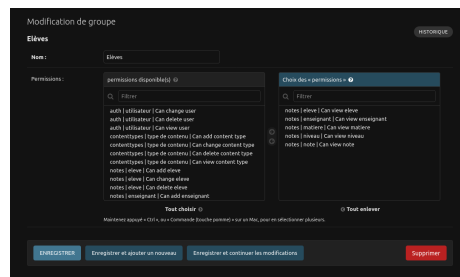 Modification de groupe
HISTORIQUE
Elèves
Nom :
Elèves
Permissions :
permissions disponible(s)
Filtrer
auth | utilisateur | Can change user
auth | utilisateur | Can delete user
auth | utilisateur | Can view user
contenttypes | type de contenu | Can add content type
contenttypes | type de contenu | Can change content type
contenttypes | type de contenu | Can delete content type
contenttypes | type de contenu | Can view content type
notes | eleve | Can add eleve
notes | eleve | Can change eleve
notes | eleve | Can delete eleve
notes | enseignant | Can add enseignant
Tout choisir
Choix des « permissions »
Filtrer
notes | eleve | Can view eleve
notes | enseignant | Can view enseignant
notes | matiere | Can view matiere
notes | niveau | Can view niveau
notes | note | Can view note
Tout enlever
Maintenez appuyé « Ctrl », ou « Commande (touche pomme) » sur un Mac, pour en sélectionner plusieurs.
ENREGISTRER
Enregistrer et ajouter un nouveau
Enregistrer et continuer les modifications
Supprimer